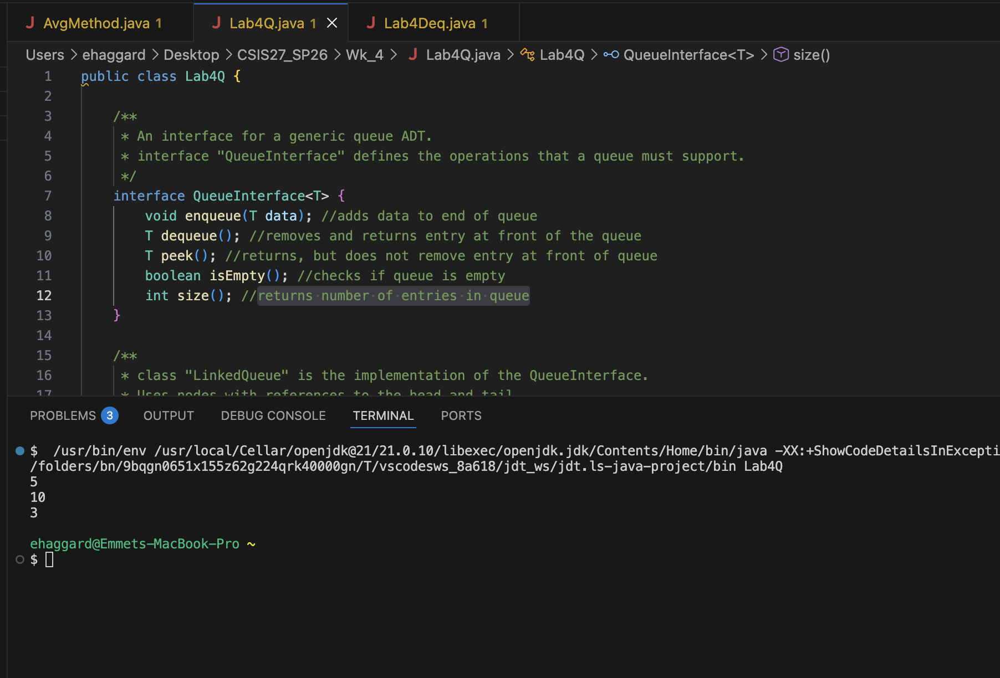 J AvgMethod.java 1 J Lab4Q.java 1 J Lab4Deq.java 1
Users > ehaggard > Desktop > CSIS27_SP26 > Wk_4 > J Lab4Q.java > Lab4Q > QueueInterface<T> > size()
1 public class Lab4Q {
2
3 /**
4 * An interface for a generic queue ADT.
5 * interface "QueueInterface" defines the operations that a queue must support.
6 */
7 interface QueueInterface<T> {
8 void enqueue(T data); //adds data to end of queue
9 T dequeue(); //removes and returns entry at front of the queue
10 T peek(); //returns, but does not remove entry at front of queue
11 boolean isEmpty(); //checks if queue is empty
12 int size(); //returns number of entries in queue
13 }
14
15 /**
16 * class "LinkedQueue" is the implementation of the QueueInterface.
17 * Uses nodes with references to the head and tail
PROBLEMS 3 OUTPUT DEBUG CONSOLE TERMINAL PORTS
$ /usr/bin/env /usr/local/Cellar/openjdk@21/21.0.10/libexec/openjdk.jdk/Contents/Home/bin/java -XX:+ShowCodeDetailsInExcepti
/folders/bn/9bqgn0651x155z62g224qrk40000gn/T/vscodesws_8a618/jdt_ws/jdt.ls-java-project/bin Lab4Q
5
10
3
ehaggard@Emmets-MacBook-Pro ~
$